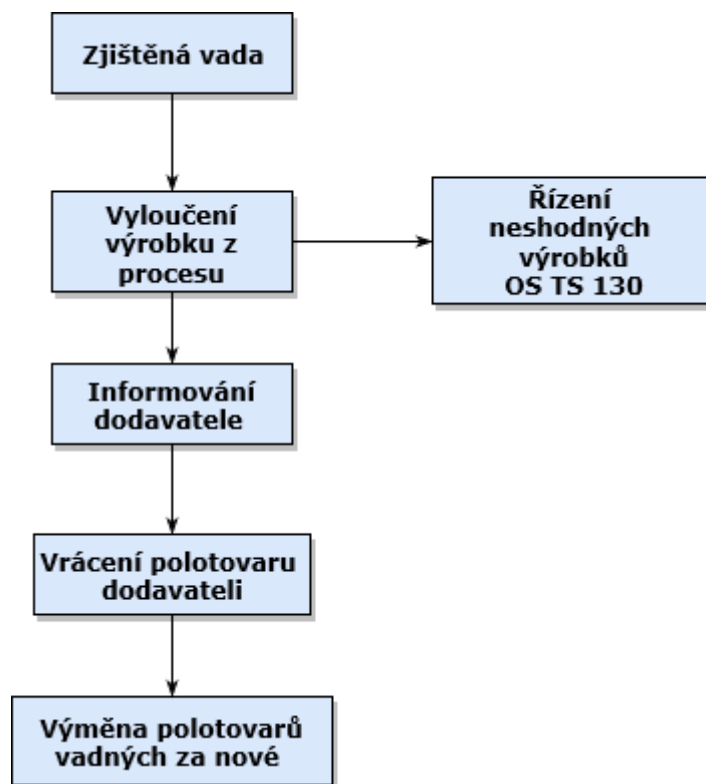 Zjištěná vada
Vyloučení
výrobku z
procesu
Řízení
neshodných
výrobků
OS TS 130
Informování
dodavatele
Vrácení polotovaru
dodavateli
Výměna polotovarů
vadných za nové